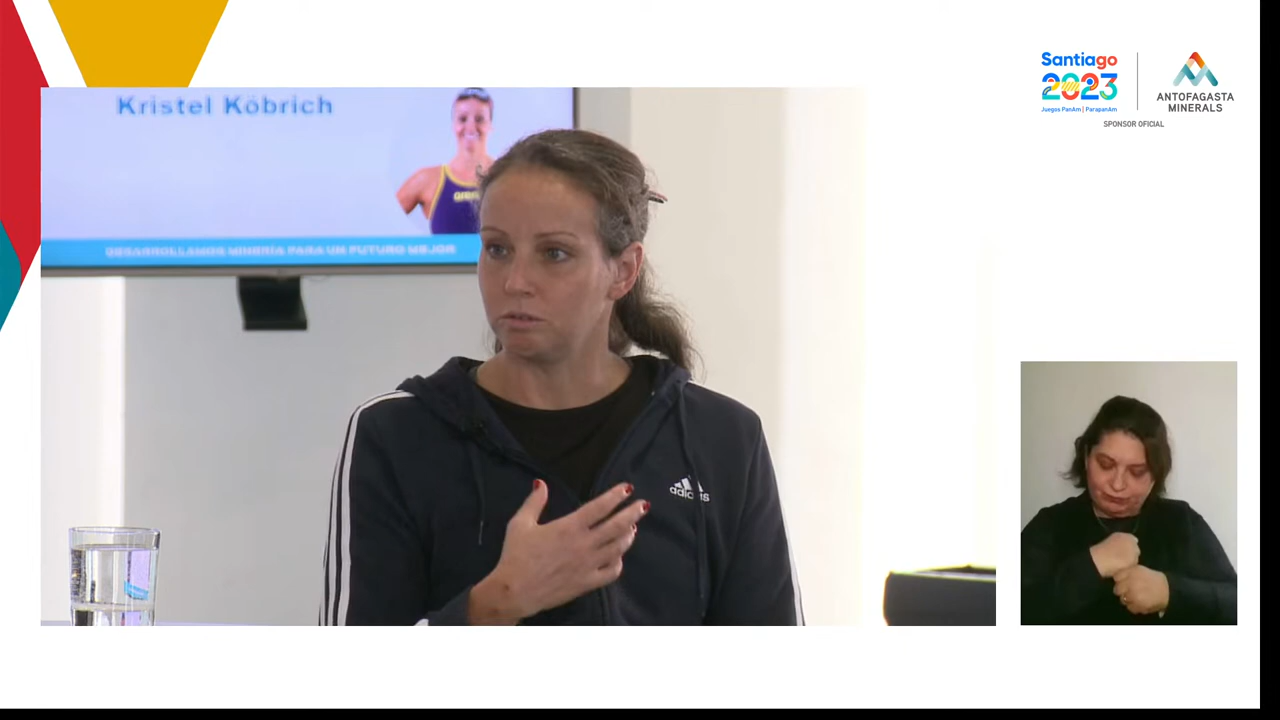 Kristel Köbrich
DESARROLLAMOS MINERÍA PARA UN FUTURO MEJOR
adidas
Santiago
2023
Juegos PanAm | ParapanAm
ANTOFAGASTA
MINERALS
SPONSOR OFICIAL